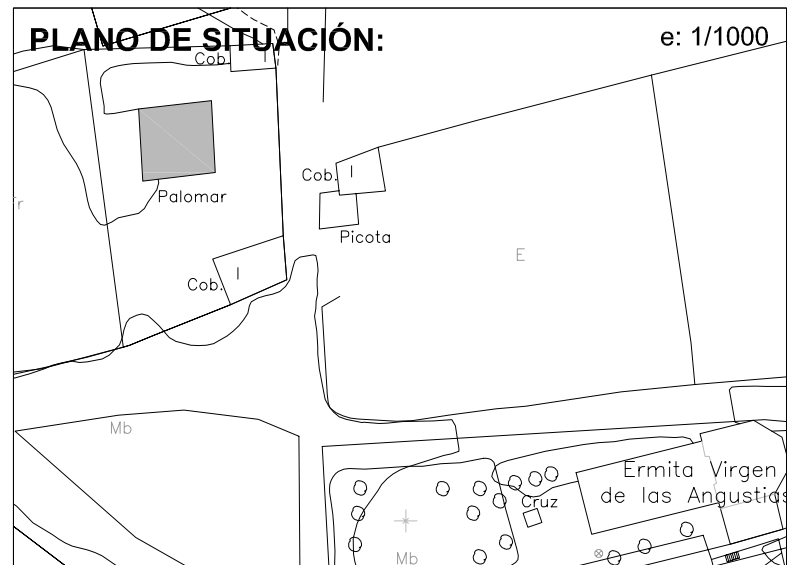 PLANO DE SITUACIÓN:
e: 1/1000
Cob. I
Cob. I
Palomar
Picota
E
Cob. I
Mb
Ermita Virgen
de las Angustias
Cruz
Mb